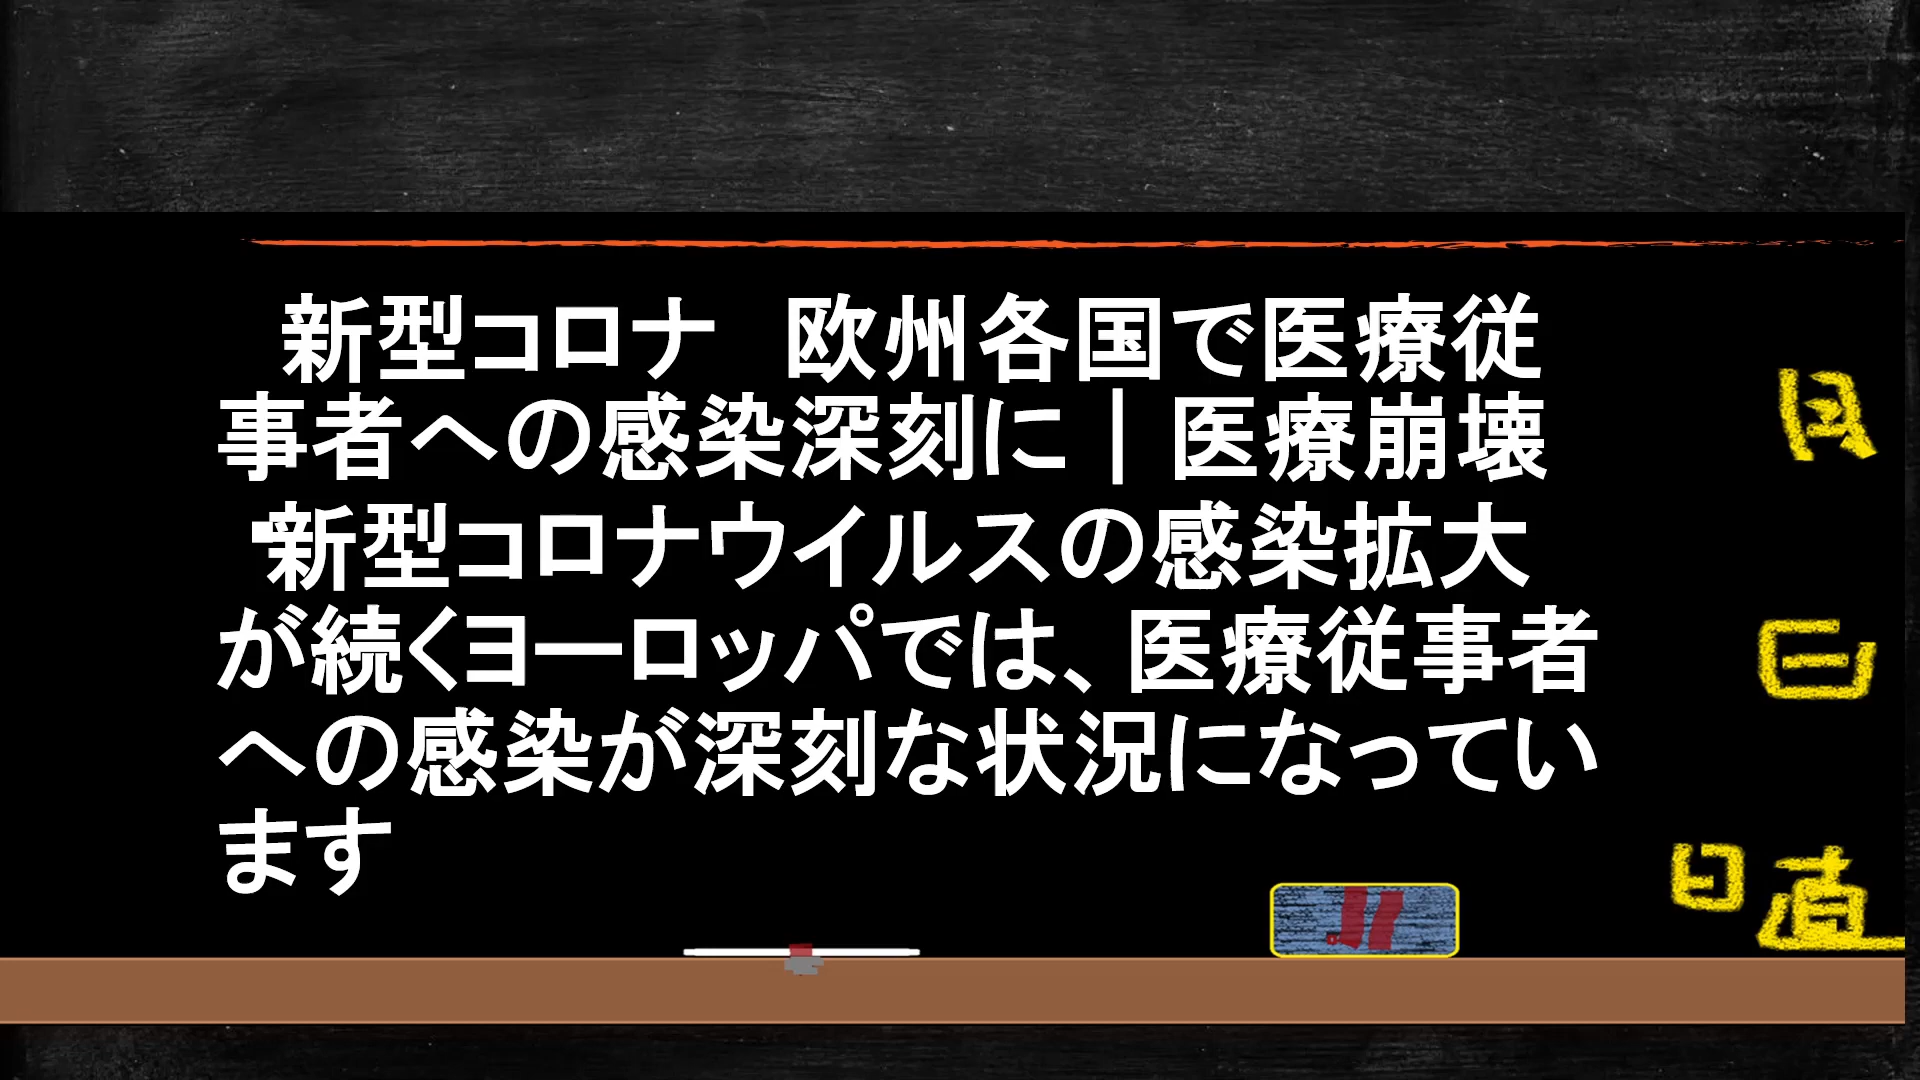 新型コロナ　欧州各国で医療従
事者への感染深刻に｜医療崩壊
新型コロナウイルスの感染拡大
が続くヨーロッパでは、医療従事者
への感染が深刻な状況になってい
ます
日直